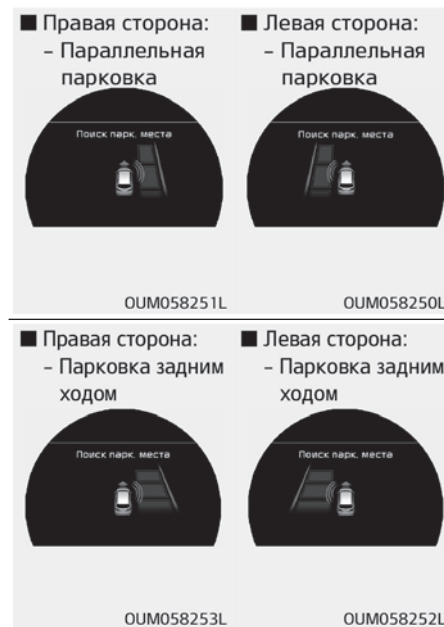 ■ Правая сторона:
– Параллельная
парковка
Поиск парк. места
OUM058251L
■ Левая сторона:
– Параллельная
парковка
Поиск парк. места
OUM058250L
■ Правая сторона:
– Парковка задним
ходом
Поиск парк. места
OUM058253L
■ Левая сторона:
– Парковка задним
ходом
Поиск парк. места
OUM058252L